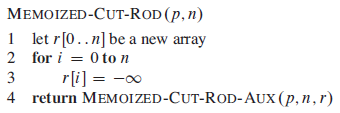 MEMOIZED-CUT-ROD(p, n)
1 let r[0..n] be a new array
2 for i = 0 to n
3 r[i] = −∞
4 return MEMOIZED-CUT-ROD-AUX(p, n, r)